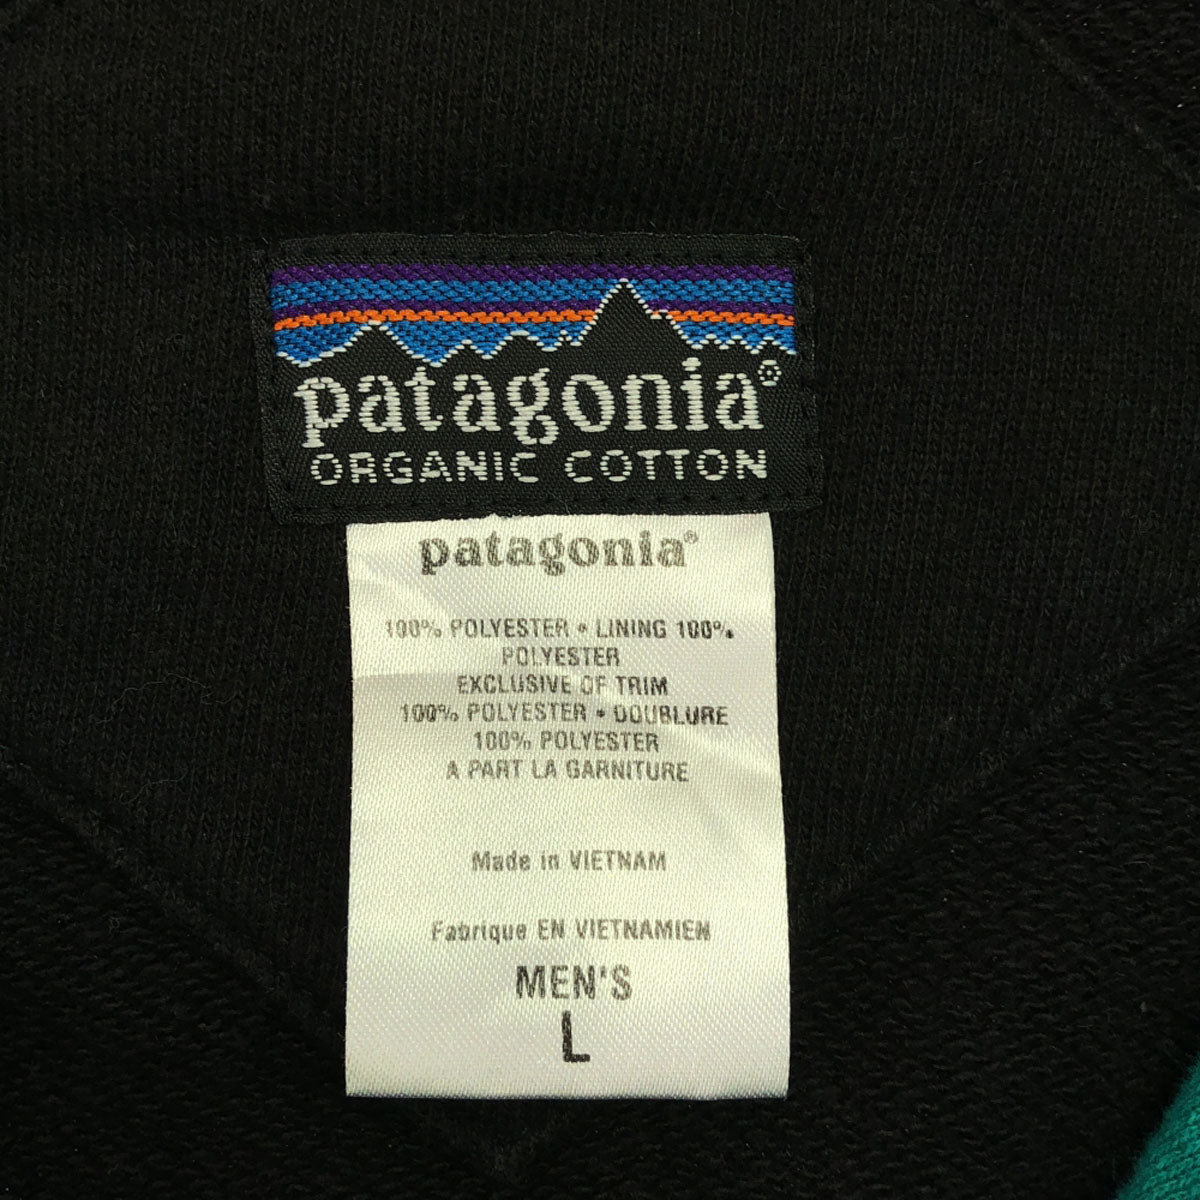 patagonia®
ORGANIC COTTON
patagonia®
100% POLYESTER • LINING 100%
POLYESTER
EXCLUSIVE OF TRIM
100% POLYESTER • DOUBLURE
100% POLYESTER
A PART LA GARNITURE
Made in VIETNAM
Fabrique EN VIETNAMIEN
MEN'S
L